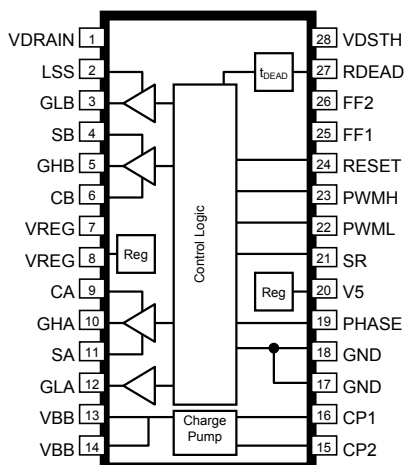 VDRAIN 1
LSS 2
GLB 3
SB 4
GHB 5
CB 6
VREG 7
VREG 8
CA 9
GHA 10
SA 11
GLA 12
VBB 13
VBB 14
tDEAD
Control Logic
Reg
Reg
Charge
Pump
28 VDSTH
27 RDEAD
26 FF2
25 FF1
24 RESET
23 PWMH
22 PWML
21 SR
20 V5
19 PHASE
18 GND
17 GND
16 CP1
15 CP2